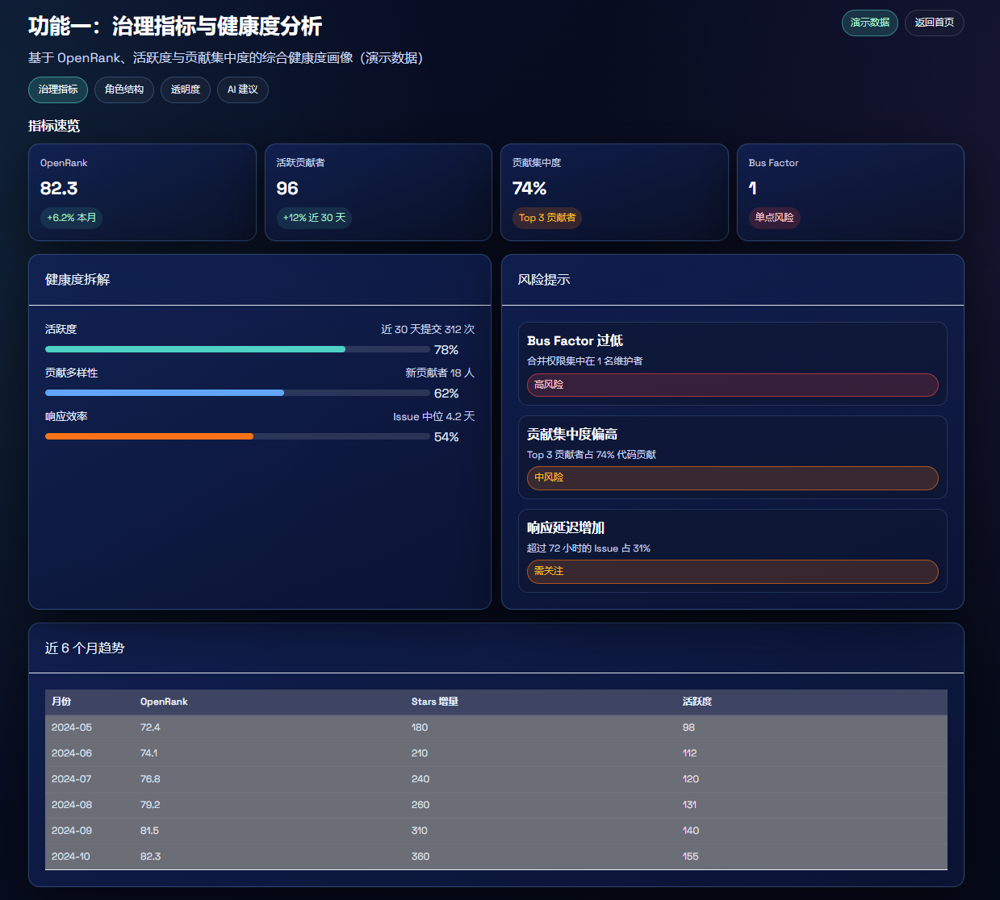 功能一：治理指标与健康度分析
演示数据 返回首页
基于 OpenRank、活跃度与贡献集中度的综合健康度画像（演示数据）
治理指标 角色结构 透明度 AI 建议
指标速览
OpenRank
82.3
+6.2% 本月
活跃贡献者
96
+12% 近 30 天
贡献集中度
74%
Top 3 贡献者
Bus Factor
1
单点风险
健康度拆解
活跃度 近 30 天提交 312 次
78%
贡献多样性 新贡献者 18 人
62%
响应效率 Issue 中位 4.2 天
54%
风险提示
Bus Factor 过低
合并权限集中在 1 名维护者
高风险
贡献集中度偏高
Top 3 贡献者占 74% 代码贡献
中风险
响应延迟增加
超过 72 小时的 Issue 占 31%
需关注
近 6 个月趋势
月份 OpenRank Stars 增量 活跃度
2024-05 72.4 180 98
2024-06 74.1 210 112
2024-07 76.8 240 120
2024-08 79.2 260 131
2024-09 81.5 310 140
2024-10 82.3 360 155